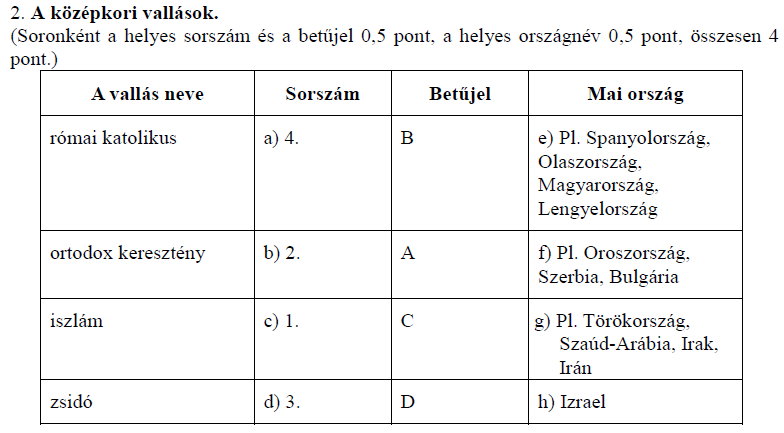 2. A középkori vallások.
(Soronként a helyes sorszám és a betűjel 0,5 pont, a helyes országnév 0,5 pont, összesen 4
pont.)
A vallás neve Sorszám Betűjel Mai ország
római katolikus a) 4. B e) Pl. Spanyolország,
Olaszország,
Magyarország,
Lengyelország
ortodox keresztény b) 2. A f) Pl. Oroszország,
Szerbia, Bulgária
iszlám c) 1. C g) Pl. Törökország,
Szaúd-Arábia, Irak,
Irán
zsidó d) 3. D h) Izrael